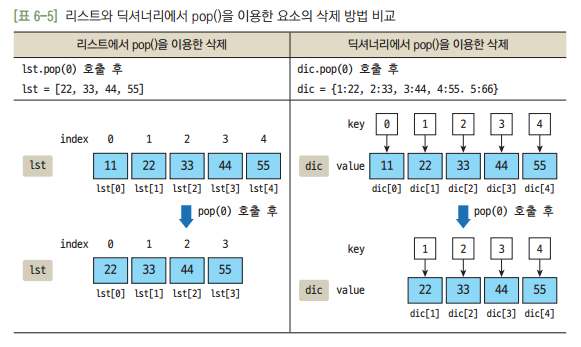 [표 6-5] 리스트와 딕셔너리에서 pop()을 이용한 요소의 삭제 방법 비교
리스트에서 pop()을 이용한 삭제
lst.pop(0) 호출 후
lst = [22, 33, 44, 55]
index 0 1 2 3 4
lst 11 22 33 44 55
lst[0] lst[1] lst[2] lst[3] lst[4]
pop(0) 호출 후
index 0 1 2 3
lst 22 33 44 55
lst[0] lst[1] lst[2] lst[3]
딕셔너리에서 pop()을 이용한 삭제
dic.pop(0) 호출 후
dic = {1:22, 2:33, 3:44, 4:55. 5:66}
key 0 1 2 3 4
dic value 11 22 33 44 55
dic[0] dic[1] dic[2] dic[3] dic[4]
pop(0) 호출 후
key 1 2 3 4
dic value 22 33 44 55
dic[1] dic[2] dic[3] dic[4]